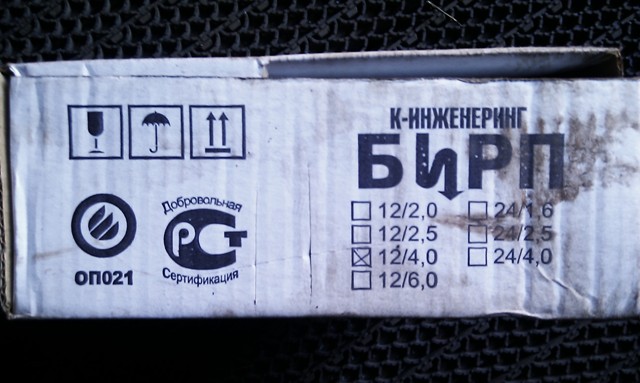 К-ИНЖЕНЕРИНГ
БИРП
12/2,0 24/1,6
12/2,5 24/2,5
12/4,0 24/4,0
12/6,0
Добровольная
РСТ
Сертификация
ОП021